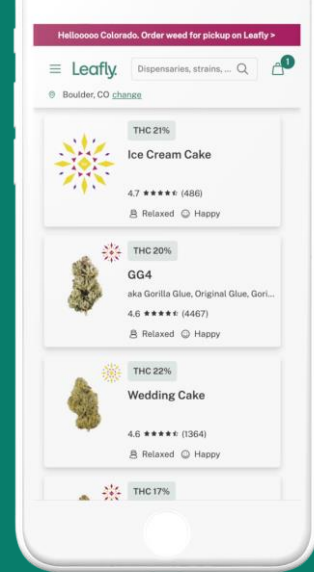 Hellooooo Colorado. Order weed for pickup on Leafly >
Leafly.
Dispensaries, strains, ...
1
Boulder, CO change
THC 21%
Ice Cream Cake
4.7 ★★★★★ (486)
Relaxed Happy
THC 20%
GG4
aka Gorilla Glue, Original Glue, Gori...
4.6 ★★★★★ (4467)
Relaxed Happy
THC 22%
Wedding Cake
4.6 ★★★★★ (1364)
Relaxed Happy
THC 17%